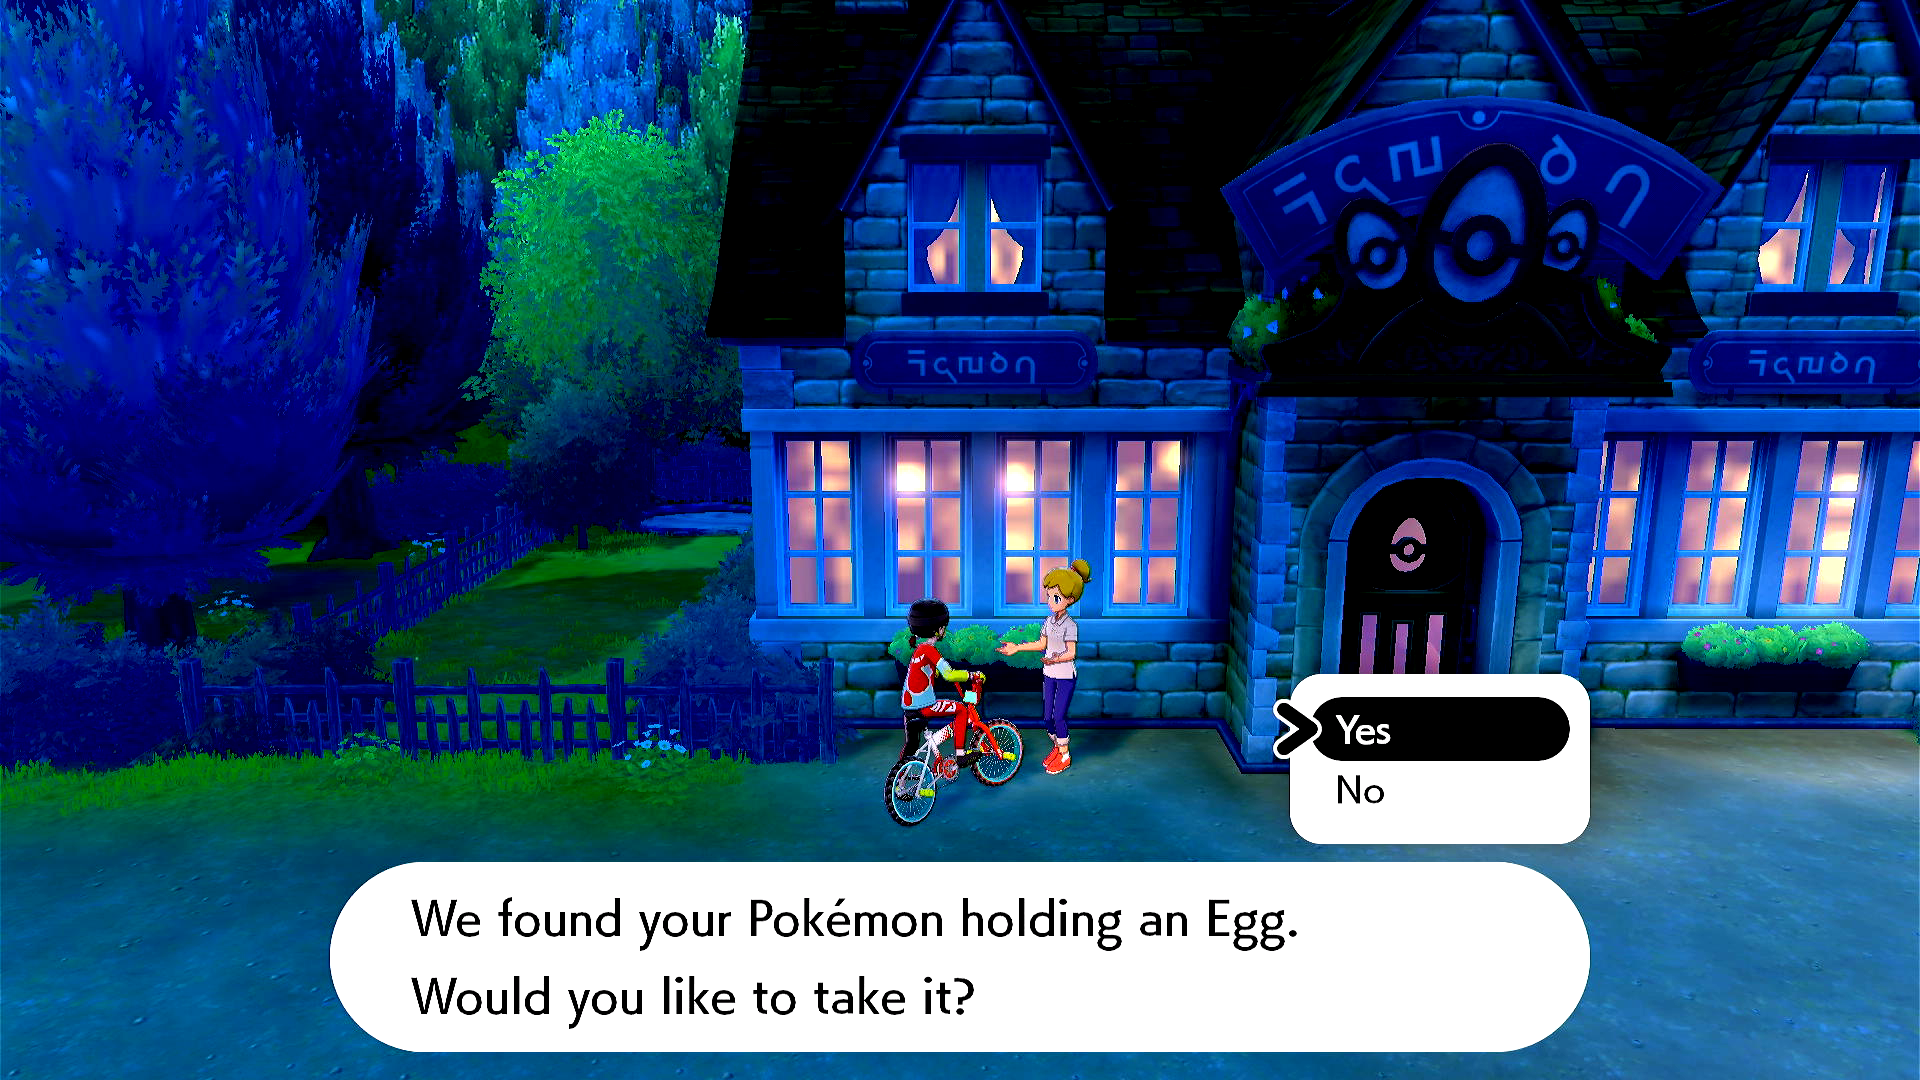 Yes
No
We found your Pokémon holding an Egg.
Would you like to take it?